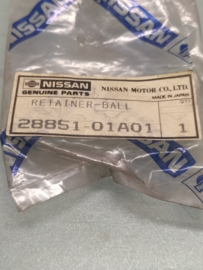 NISSAN
GENUINE PARTS
NISSAN MOTOR CO., LTD.
MADE IN JAPAN
RETAINER-BALL
28851-01A01
1